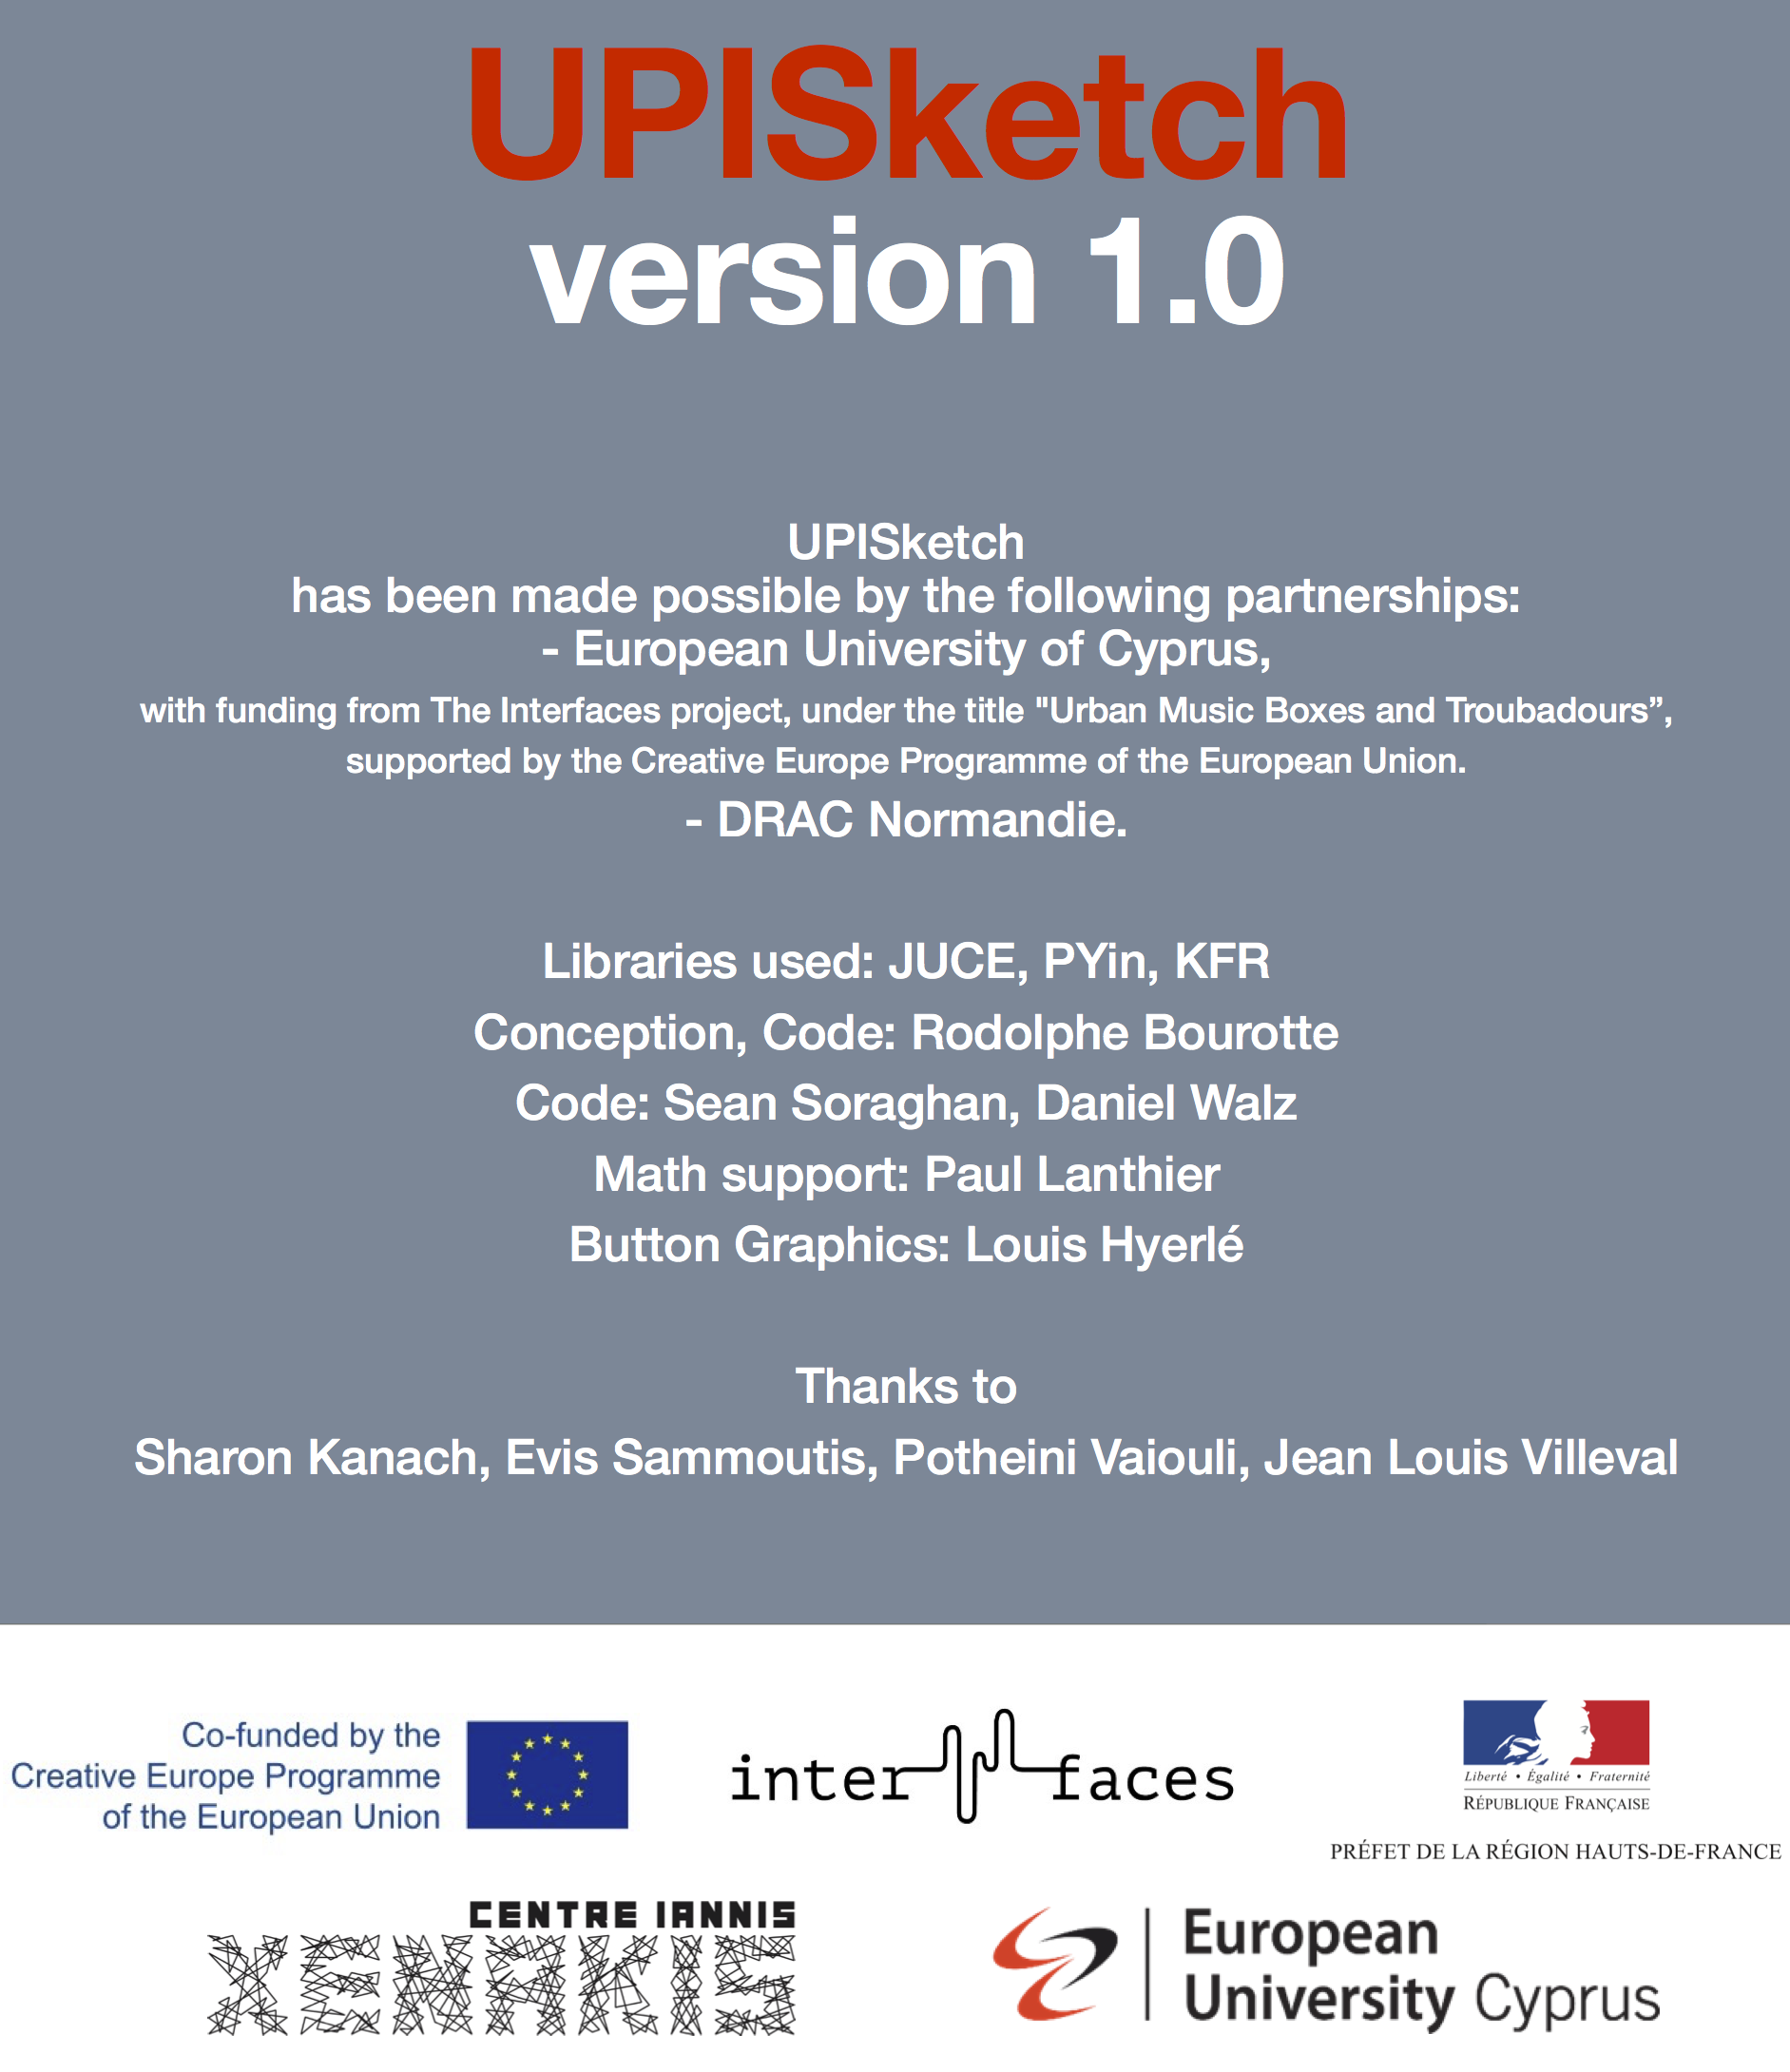 UPISketch
version 1.0
UPISketch
has been made possible by the following partnerships:
- European University of Cyprus,
with funding from The Interfaces project, under the title "Urban Music Boxes and Troubadours”,
supported by the Creative Europe Programme of the European Union.
- DRAC Normandie.
Libraries used: JUCE, PYin, KFR
Conception, Code: Rodolphe Bourotte
Code: Sean Soraghan, Daniel Walz
Math support: Paul Lanthier
Button Graphics: Louis Hyerlé
Thanks to
Sharon Kanach, Evis Sammoutis, Potheini Vaiouli, Jean Louis Villeval
Co-funded by the
Creative Europe Programme
of the European Union
inter faces
Liberté • Égalité • Fraternité
RÉPUBLIQUE FRANÇAISE
PRÉFET DE LA RÉGION HAUTS-DE-FRANCE
CENTRE IANNIS
XENAKIS
European
University Cyprus